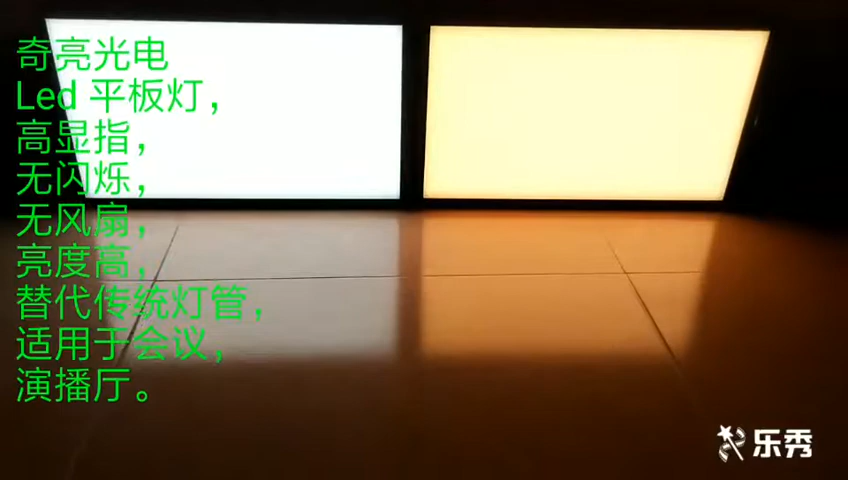 奇亮光电
Led 平板灯，
高显指，
无闪烁，
无风扇，
亮度高，
替代传统灯管，
适用于会议，
演播厅。
乐秀